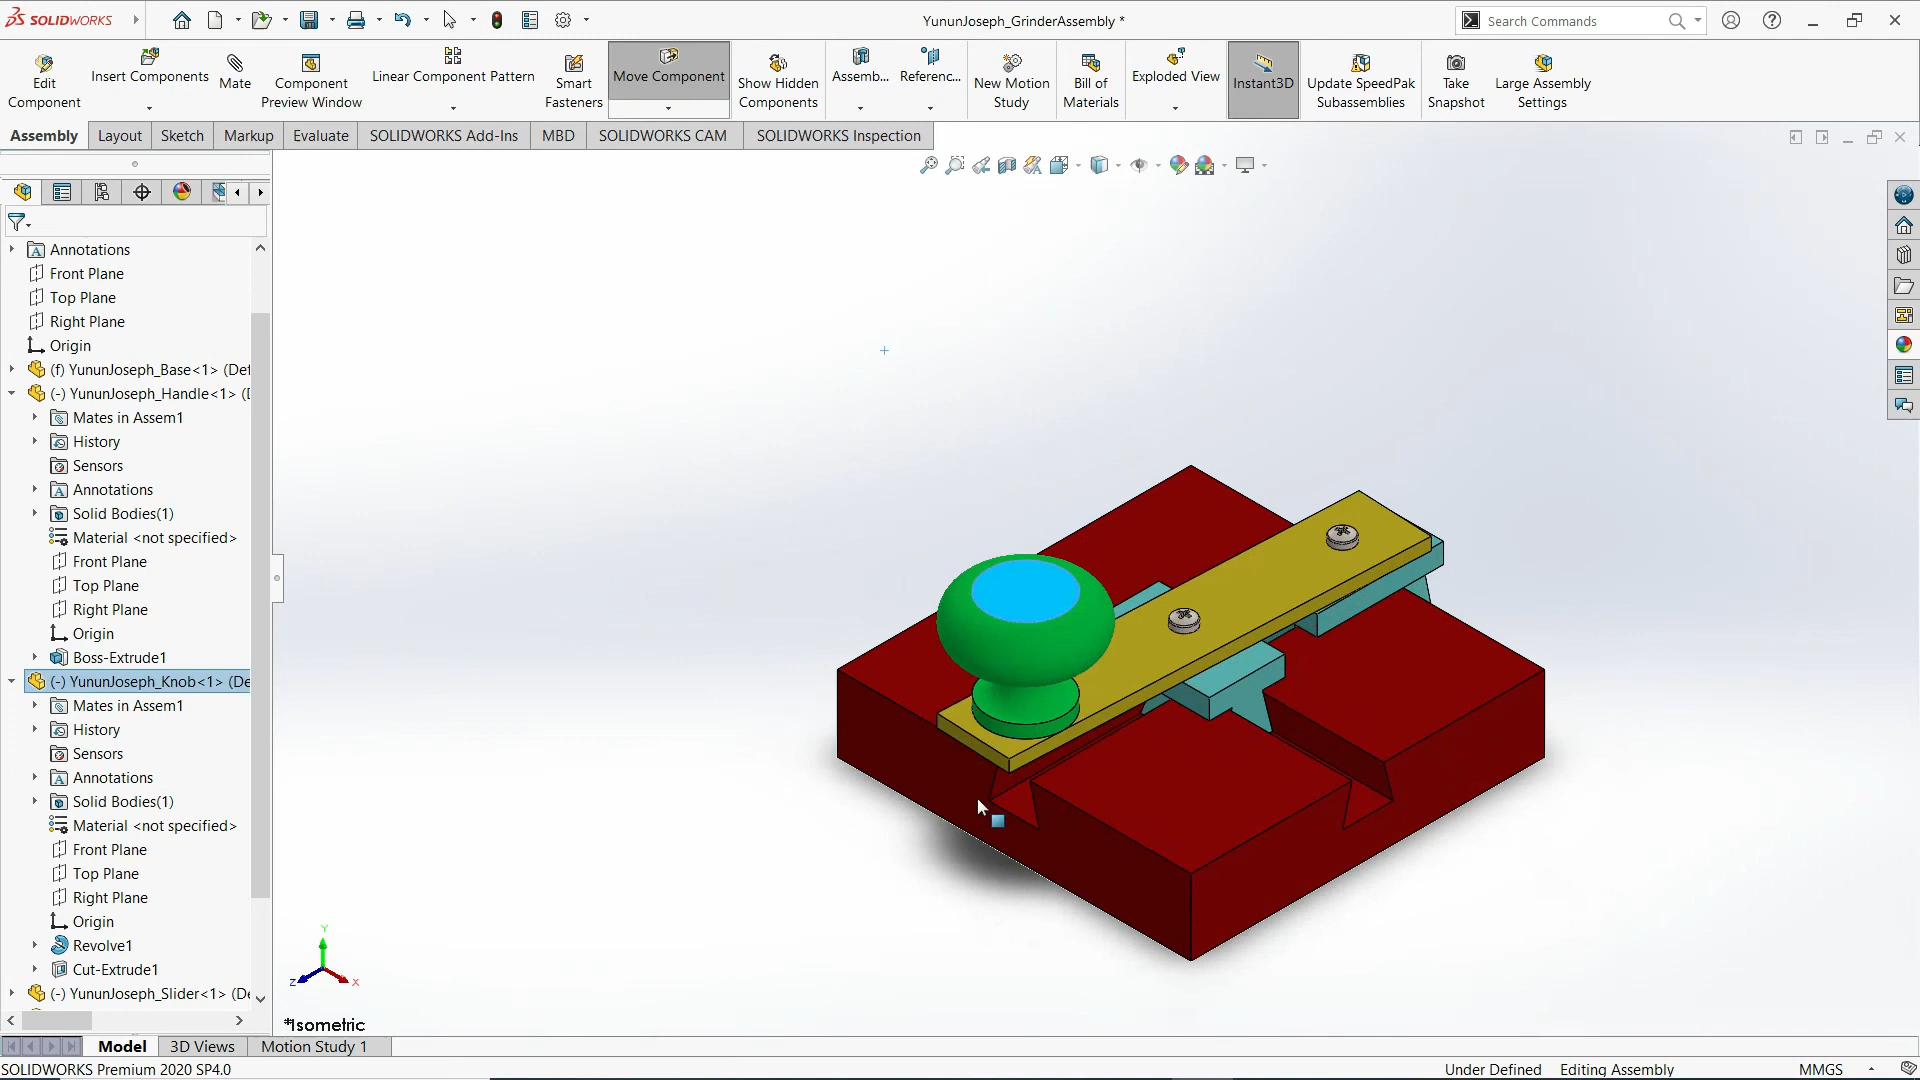 SOLIDWORKS
YununJoseph_GrinderAssembly *
Search Commands
Edit Component
Insert Components
Mate
Component Preview Window
Linear Component Pattern
Smart Fasteners
Move Component
Show Hidden Components
Assemb...
Referenc...
New Motion Study
Bill of Materials
Exploded View
Instant3D
Update SpeedPak Subassemblies
Take Snapshot
Large Assembly Settings
Assembly
Layout
Sketch
Markup
Evaluate
SOLIDWORKS Add-Ins
MBD
SOLIDWORKS CAM
SOLIDWORKS Inspection
Annotations
Front Plane
Top Plane
Right Plane
Origin
(f) YununJoseph_Base<1> (Def
(-) YununJoseph_Handle<1> (D
Mates in Assem1
History
Sensors
Annotations
Solid Bodies(1)
Material <not specified>
Front Plane
Top Plane
Right Plane
Origin
Boss-Extrude1
(-) YununJoseph_Knob<1> (De
Mates in Assem1
History
Sensors
Annotations
Solid Bodies(1)
Material <not specified>
Front Plane
Top Plane
Right Plane
Origin
Revolve1
Cut-Extrude1
(-) YununJoseph_Slider<1> (De
Y
Z
X
*Isometric
Model
3D Views
Motion Study 1
SOLIDWORKS Premium 2020 SP4.0
Under Defined
Editing Assembly
MMGS